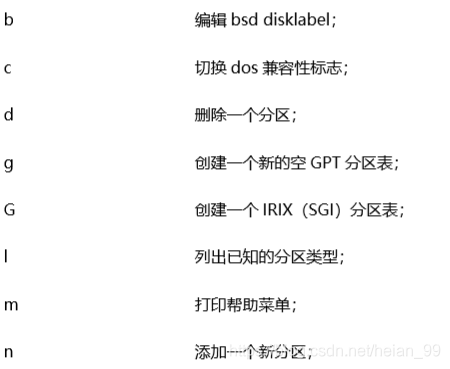 b 编辑 bsd disklabel；
c 切换 dos 兼容性标志；
d 删除一个分区；
g 创建一个新的空 GPT 分区表；
G 创建一个 IRIX（SGI）分区表；
l 列出已知的分区类型；
m 打印帮助菜单；
n 添加一个新分区；
csdn.net/heian_99